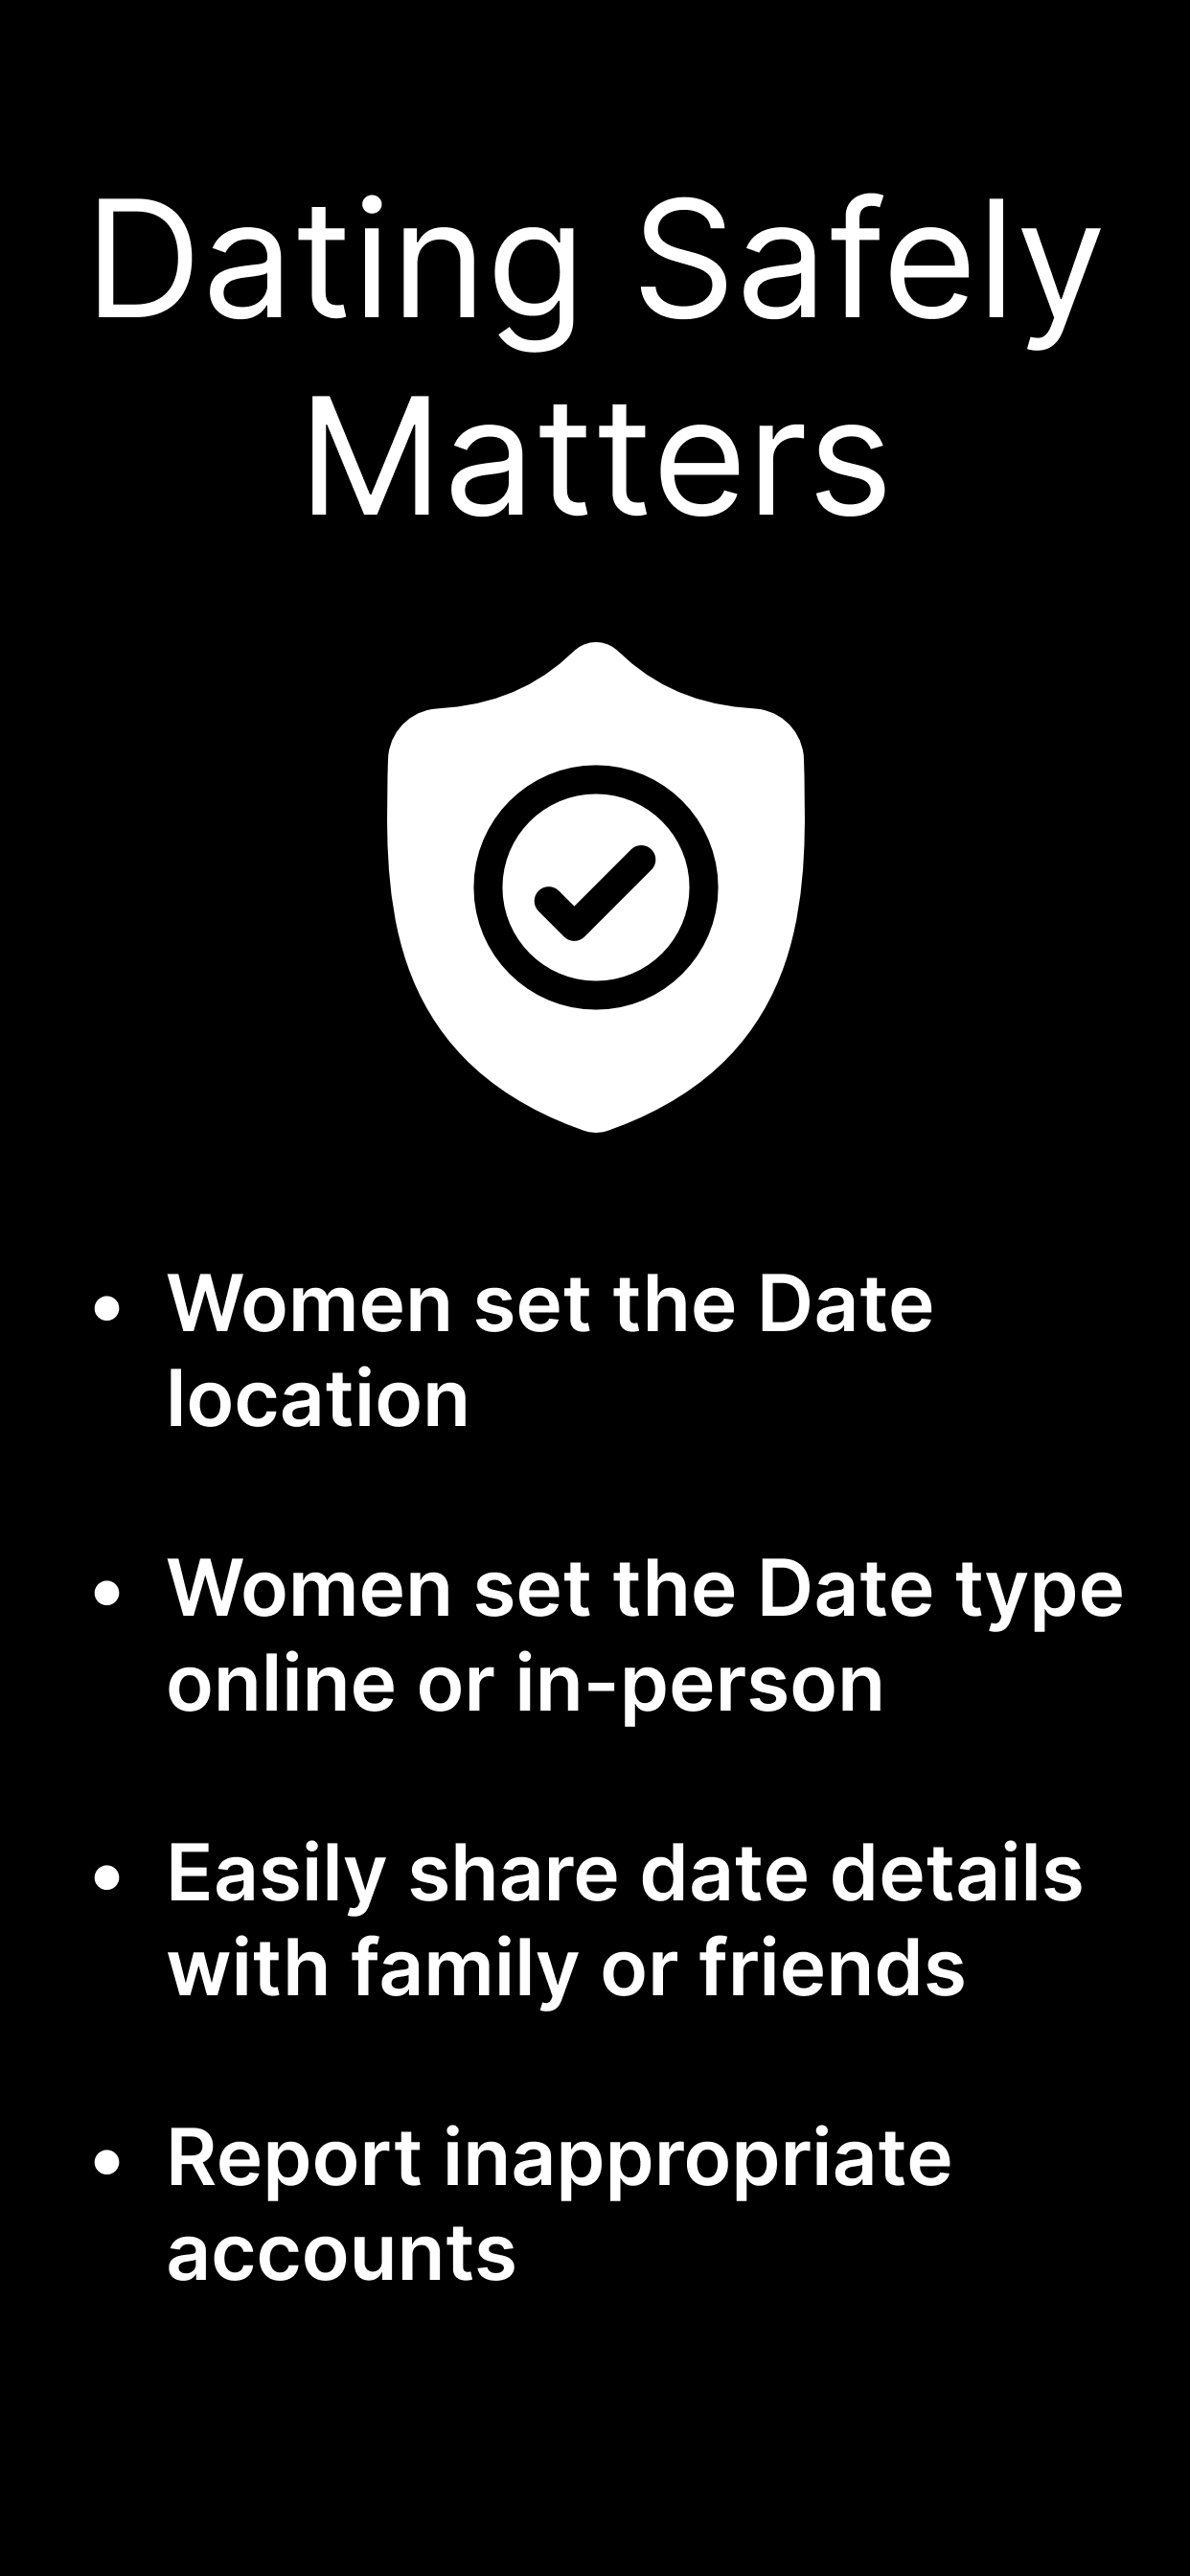 Dating Safely
Matters
• Women set the Date
location
• Women set the Date type
online or in-person
• Easily share date details
with family or friends
• Report inappropriate
accounts